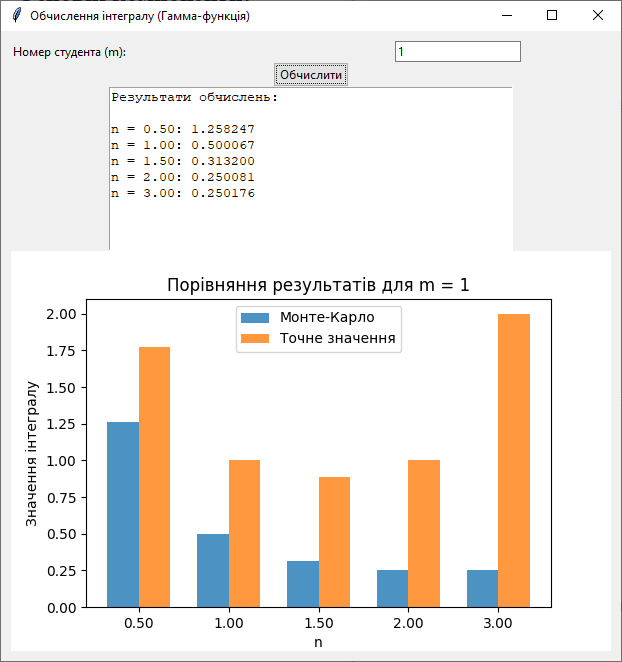 Обчислення інтегралу (Гамма-функція)
Номер студента (m):
1
Обчислити
Результати обчислень:
n = 0.50: 1.258247
n = 1.00: 0.500067
n = 1.50: 0.313200
n = 2.00: 0.250081
n = 3.00: 0.250176
Порівняння результатів для m = 1
Монте-Карло
Точне значення
Значення інтегралу
2.00
1.75
1.50
1.25
1.00
0.75
0.50
0.25
0.00
0.50 1.00 1.50 2.00 3.00
n